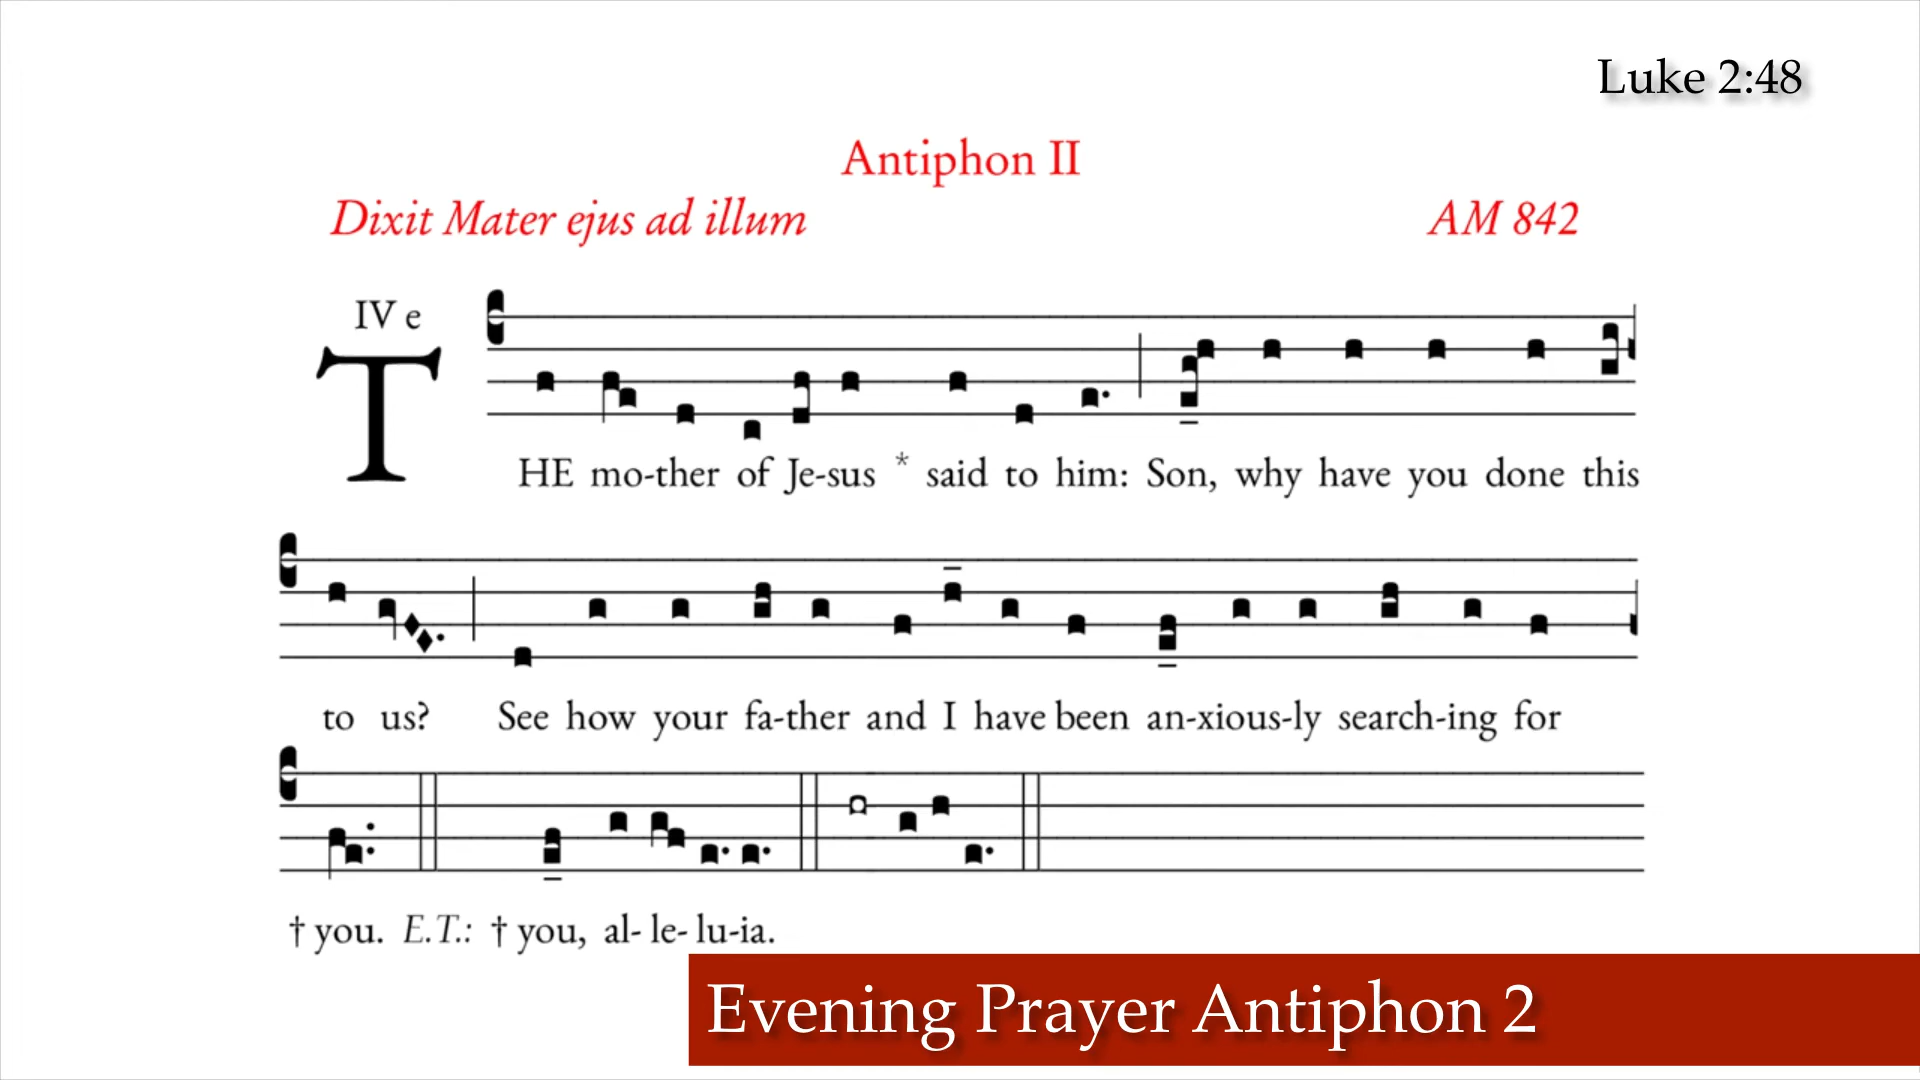 Luke 2:48
Antiphon II
Dixit Mater ejus ad illum AM 842
IV e
THE mo-ther of Je-sus * said to him: Son, why have you done this
to us? See how your fa-ther and I have been an-xious-ly search-ing for
† you. E.T.: † you, al- le- lu-ia.
Evening Prayer Antiphon 2